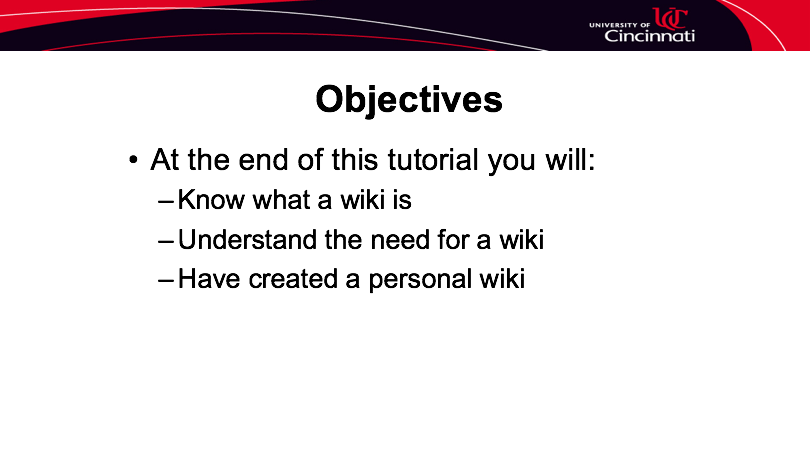 UNIVERSITY OF
Cincinnati
Objectives
• At the end of this tutorial you will:
–Know what a wiki is
–Understand the need for a wiki
–Have created a personal wiki